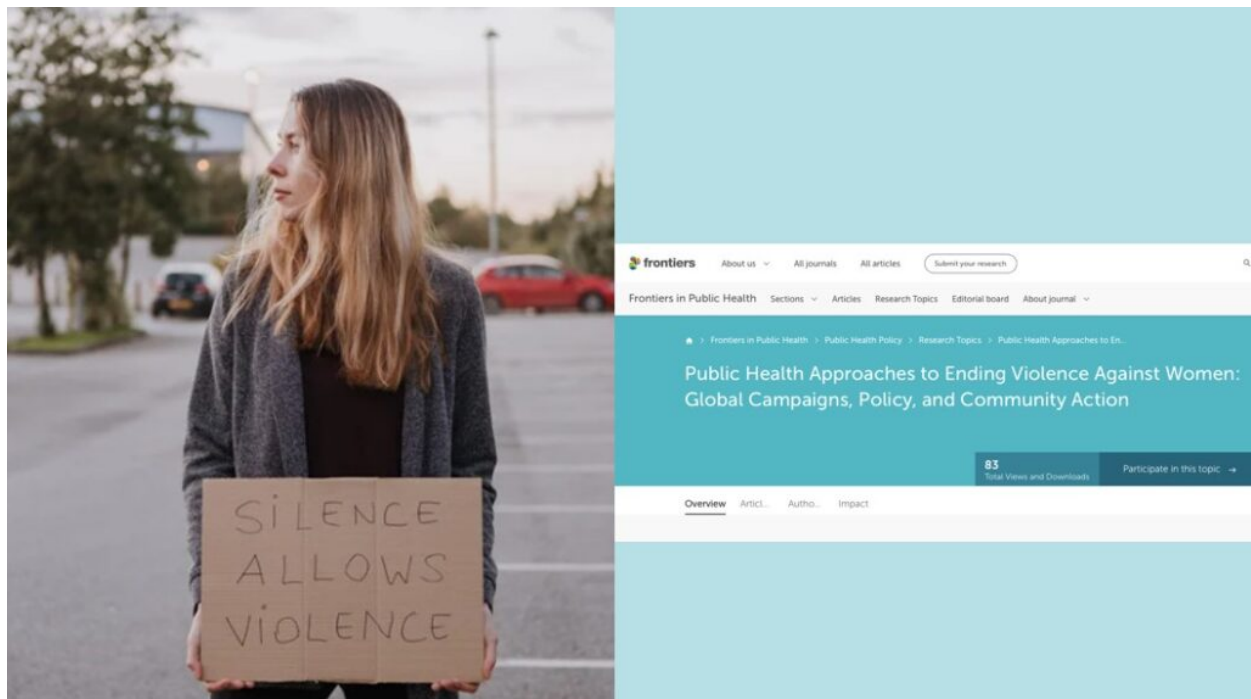 SiLENCE
ALLOWS
ViOLENCE
frontiers About us All journals All articles Submit your research
Frontiers in Public Health Sections Articles Research Topics Editorial board About journal
> Frontiers in Public Health > Public Health Policy > Research Topics > Public Health Approaches to En..
Public Health Approaches to Ending Violence Against Women:
Global Campaigns, Policy, and Community Action
83
Total Views and Downloads
Participate in this topic →
Overview Articl... Autho... Impact